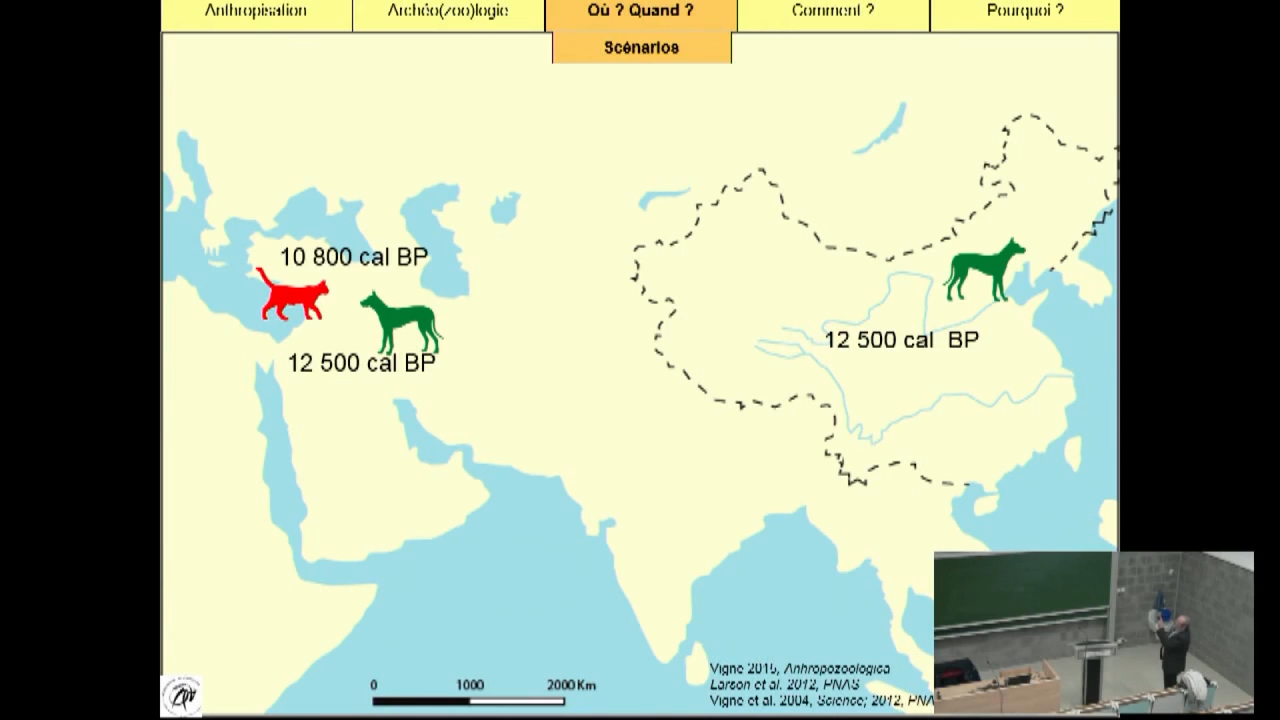 Anthropisation
Archéo(zoo)logie
Où ? Quand ?
Comment ?
Pourquoi ?
Scénarios
10 800 cal BP
12 500 cal BP
12 500 cal BP
0 1000 2000 Km
Vigne 2015, Anhropozoologica
Larson et al. 2012, PNAS
Vigne et al. 2004, Science; 2012, PNA